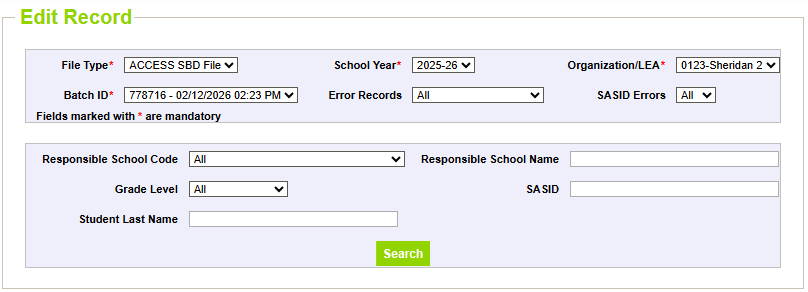 Edit Record
File Type* ACCESS SBD File School Year* 2025-26 Organization/LEA* 0123-Sheridan 2
Batch ID* 778716 - 02/12/2026 02:23 PM Error Records All SASID Errors All
Fields marked with * are mandatory
Responsible School Code All Responsible School Name
Grade Level All SASID
Student Last Name
Search